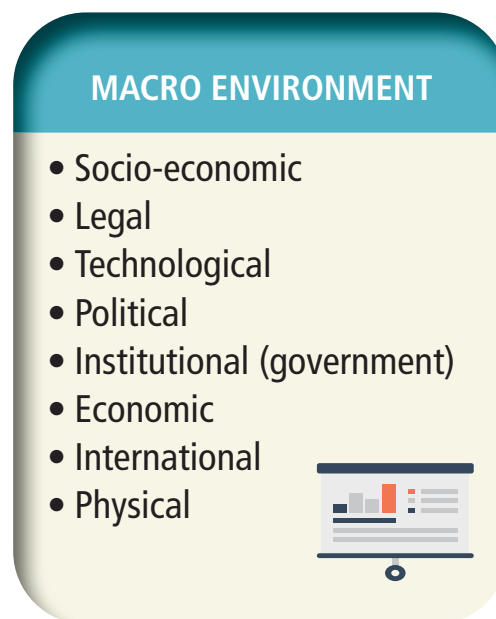 MACRO ENVIRONMENT
• Socio-economic
• Legal
• Technological
• Political
• Institutional (government)
• Economic
• International
• Physical